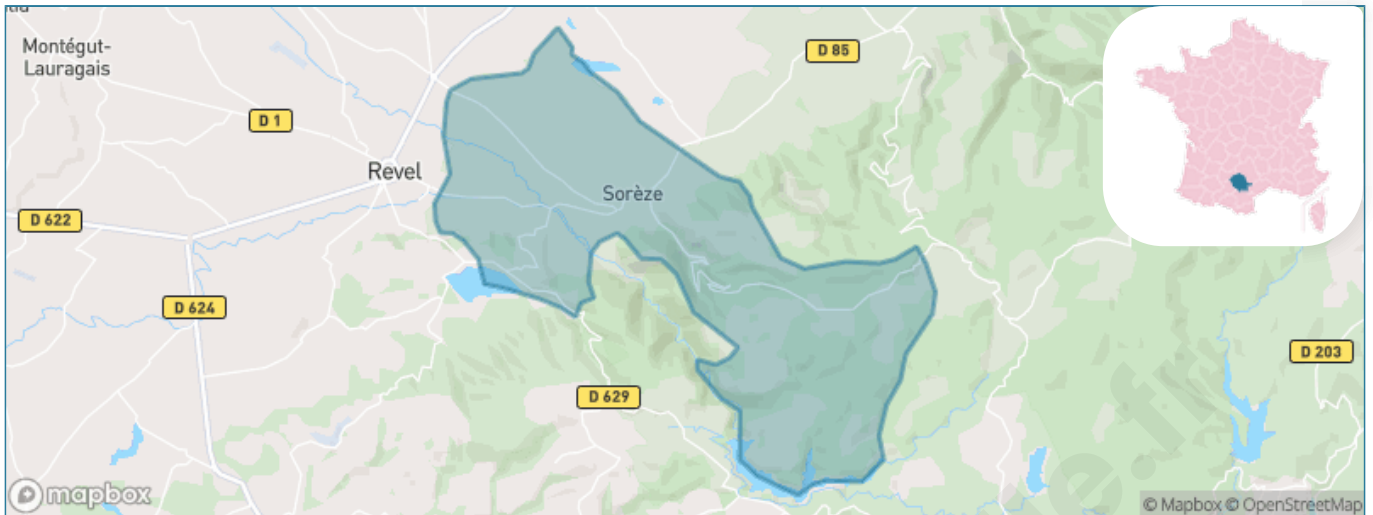 Montégut-
Lauragais
D 85
D 1
Revel
Sorèze
D 622
D 624
D 203
D 629
mapbox
© Mapbox © OpenStreetMap